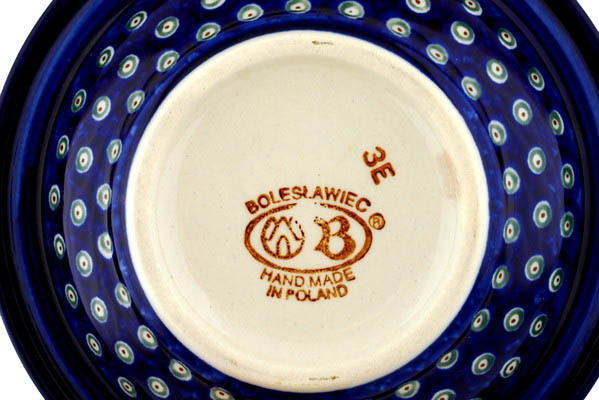 3E
BOLESŁAWIEC ®
B
HAND MADE
IN POLAND